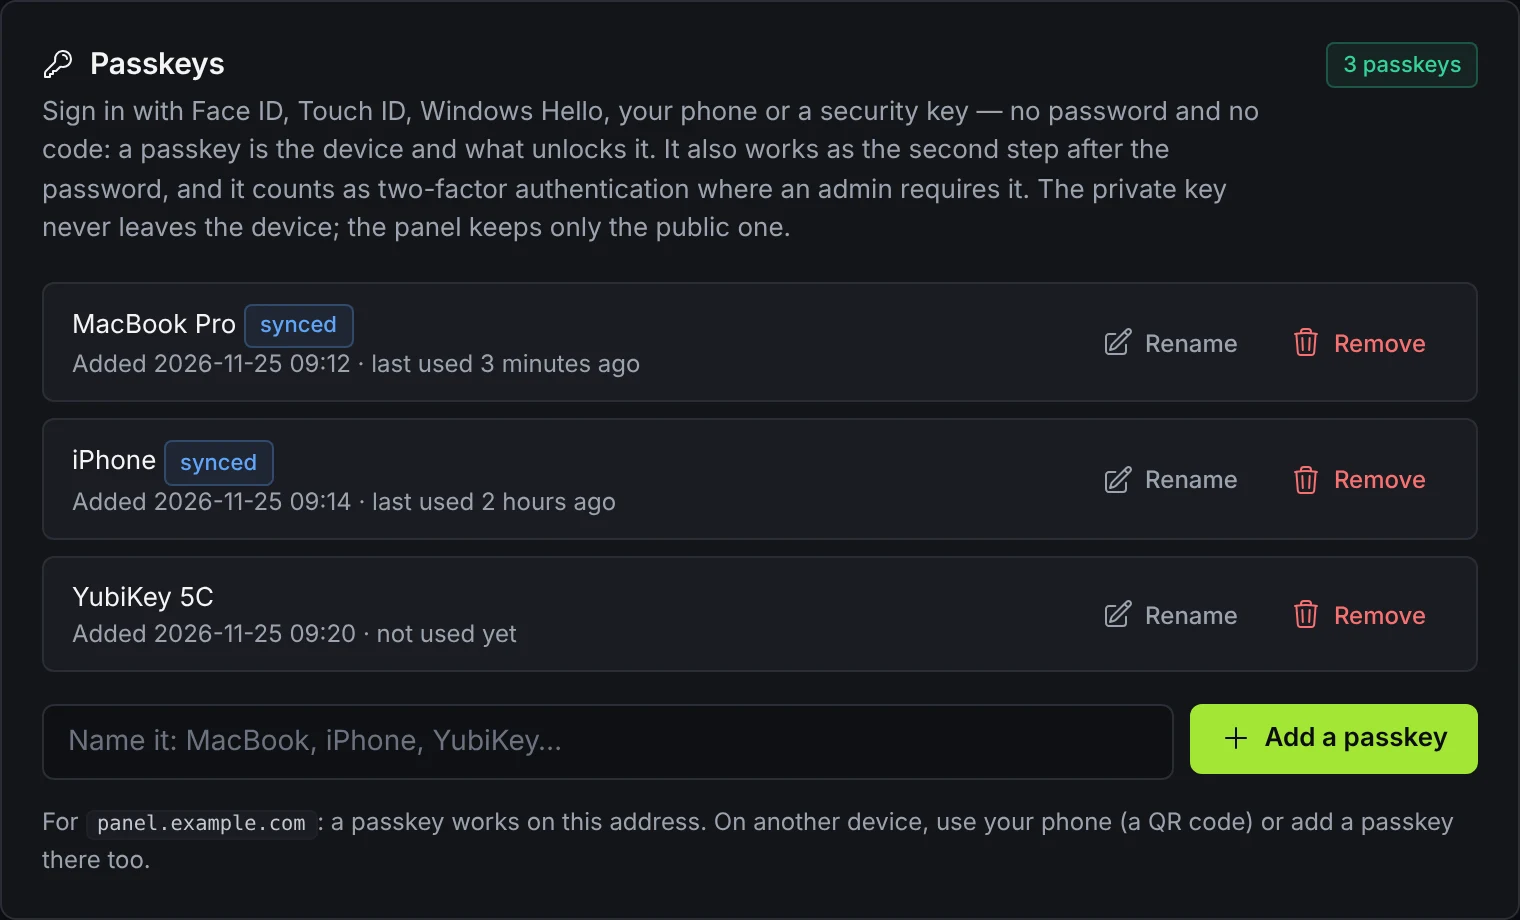 Passkeys
3 passkeys
Sign in with Face ID, Touch ID, Windows Hello, your phone or a security key — no password and no
code: a passkey is the device and what unlocks it. It also works as the second step after the
password, and it counts as two-factor authentication where an admin requires it. The private key
never leaves the device; the panel keeps only the public one.
MacBook Pro synced
Added 2026-11-25 09:12 · last used 3 minutes ago
Rename Remove
iPhone synced
Added 2026-11-25 09:14 · last used 2 hours ago
Rename Remove
YubiKey 5C
Added 2026-11-25 09:20 · not used yet
Rename Remove
Name it: MacBook, iPhone, YubiKey...
Add a passkey
For panel.example.com: a passkey works on this address. On another device, use your phone (a QR code) or add a passkey
there too.